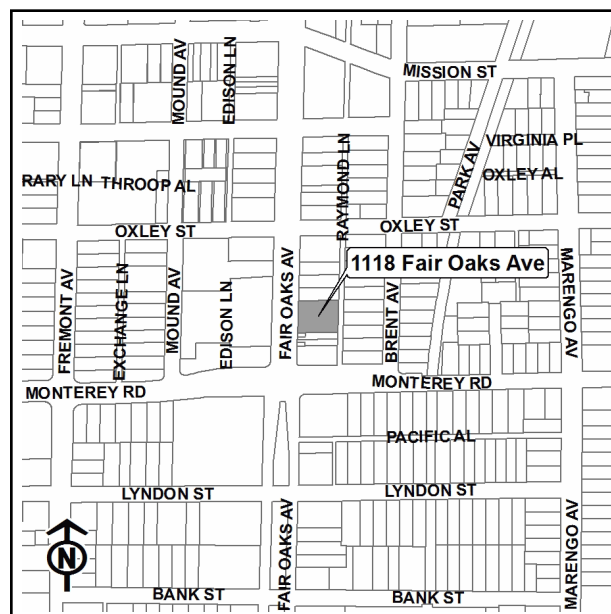 MISSION ST
MOUND AV
EDISON LN
VIRGINIA PL
RARY LN
THROOP AL
RAYMOND LN
PARK AV
OXLEY AL
OXLEY ST
OXLEY ST
1118 Fair Oaks Ave
FREMONT AV
EXCHANGE LN
MOUND AV
EDISON LN
FAIR OAKS AV
BRENT AV
MARENGO AV
MONTEREY RD
MONTEREY RD
PACIFIC AL
LYNDON ST
LYNDON ST
FAIR OAKS AV
MARENGO AV
N
BANK ST
BANK ST